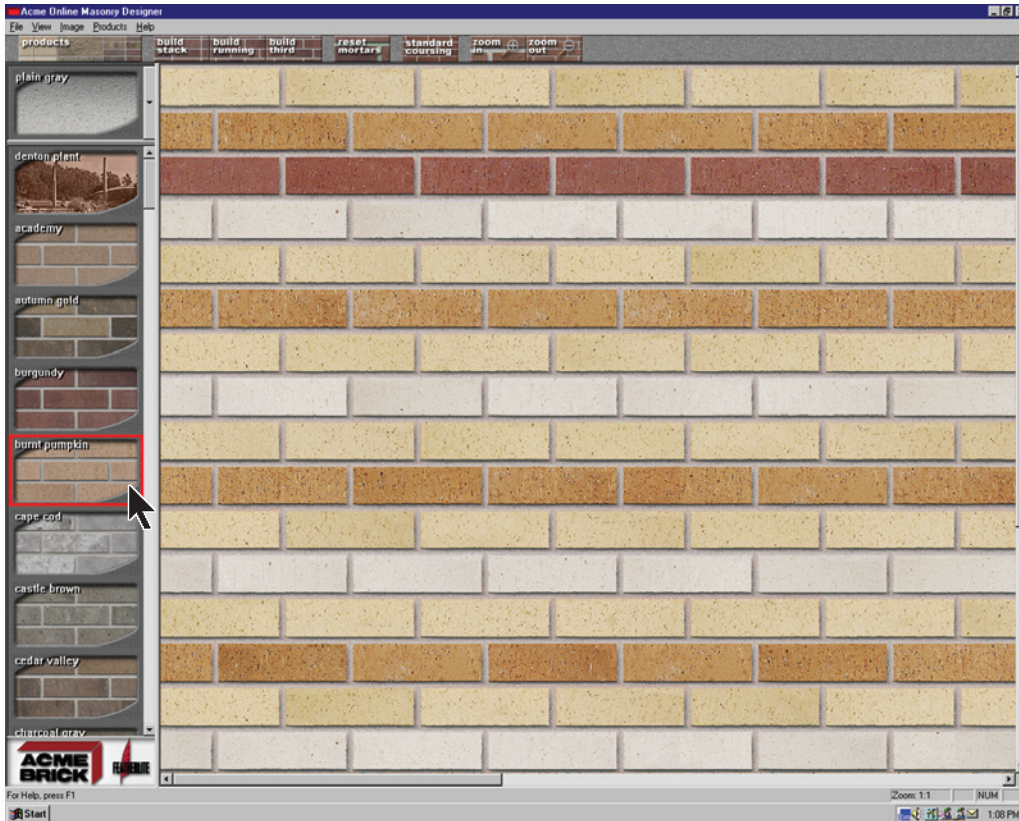 Acme Online Masonry Designer
File View Image Products Help
products
build stack
build running
build third
reset mortars
standard coursing
zoom in
zoom out
plain gray
denton plant
academy
autumn gold
burgundy
burnt pumpkin
cape cod
castle brown
cedar valley
charcoal gray
ACME
BRICK
FEATHERLITE
For Help, press F1
Zoom: 1:1
NUM
Start
1:08 PM